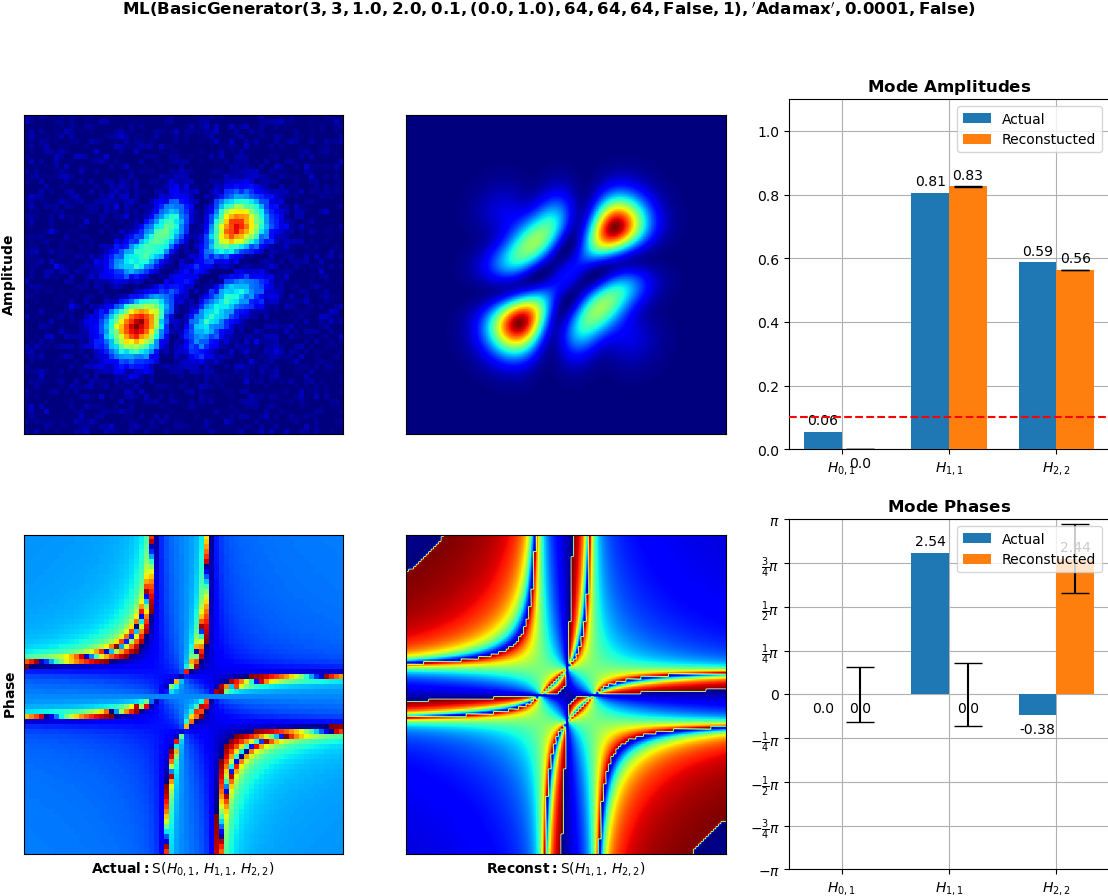 ML(BasicGenerator(3, 3, 1.0, 2.0, 0.1, (0.0, 1.0), 64, 64, 64, False, 1), 'Adamax', 0.0001, False)
Amplitude
Mode Amplitudes
Actual
Reconstucted
1.0
0.8
0.6
0.4
0.2
0.0
0.06
0.0
0.81
0.83
0.59
0.56
H0,1
H1,1
H2,2
Phase
Actual: S(H0,1, H1,1, H2,2)
Reconst: S(H1,1, H2,2)
Mode Phases
Actual
Reconstucted
π
3/4π
1/2π
1/4π
0
−1/4π
−1/2π
−3/4π
−π
0.0
0.0
2.54
0.0
-0.38
2.44
H0,1
H1,1
H2,2